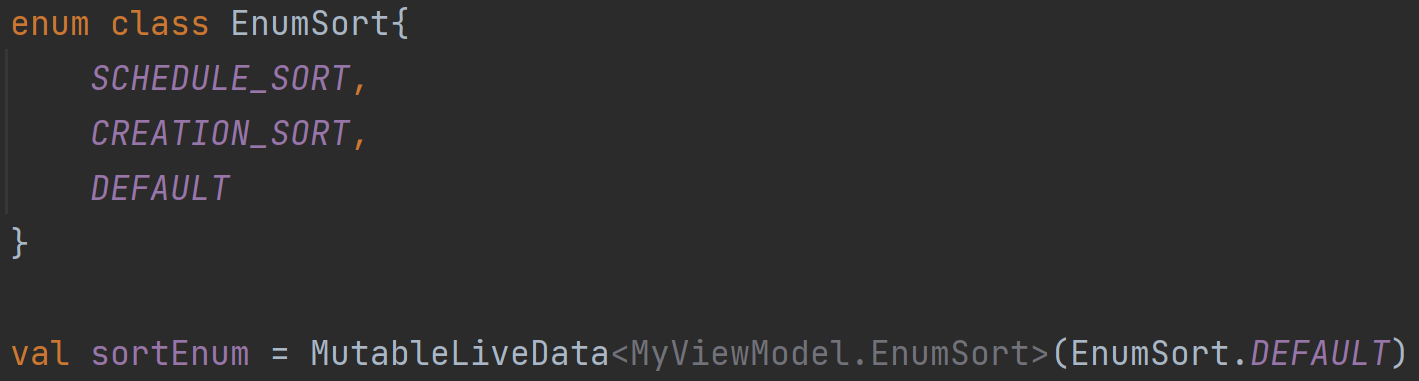 enum class EnumSort{
SCHEDULE_SORT,
CREATION_SORT,
DEFAULT
}
val sortEnum = MutableLiveData<MyViewModel.EnumSort>(EnumSort.DEFAULT)